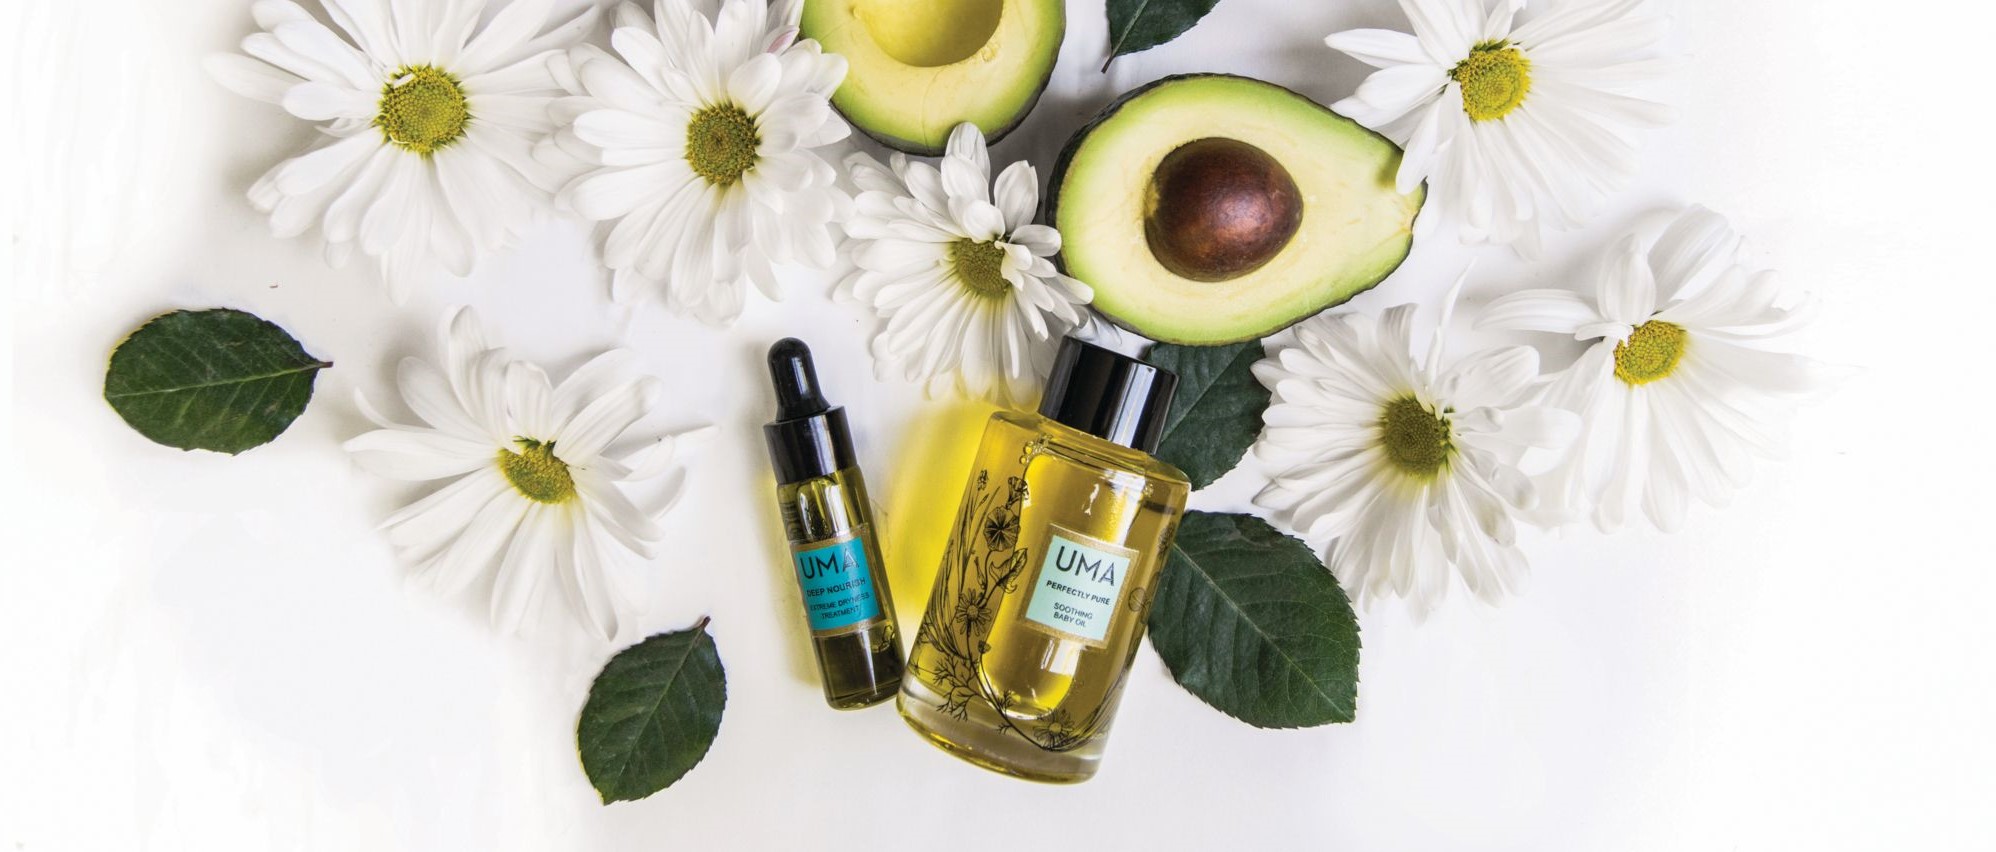 UMA
DEEP NOURISH
EXTREME DRYNESS
TREATMENT
UMA
PERFECTLY PURE
SOOTHING
BABY OIL